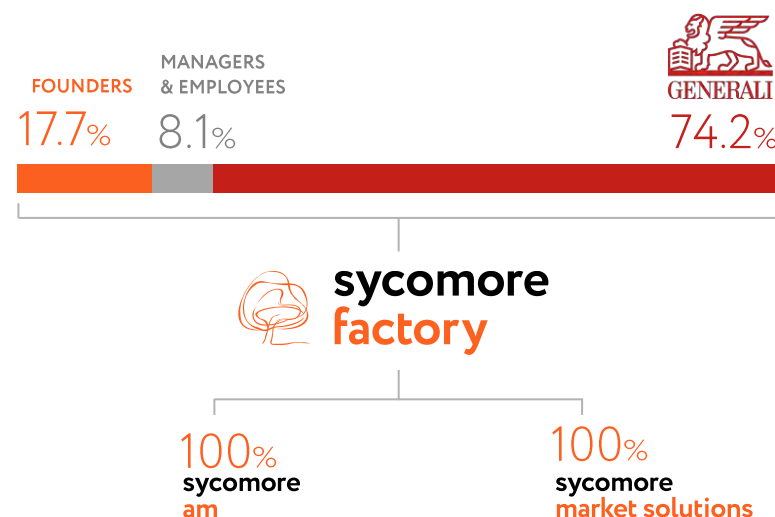 FOUNDERS
17.7%
MANAGERS
& EMPLOYEES
8.1%
GENERALI
74.2%
sycomore
factory
100%
sycomore
am
100%
sycomore
market solutions